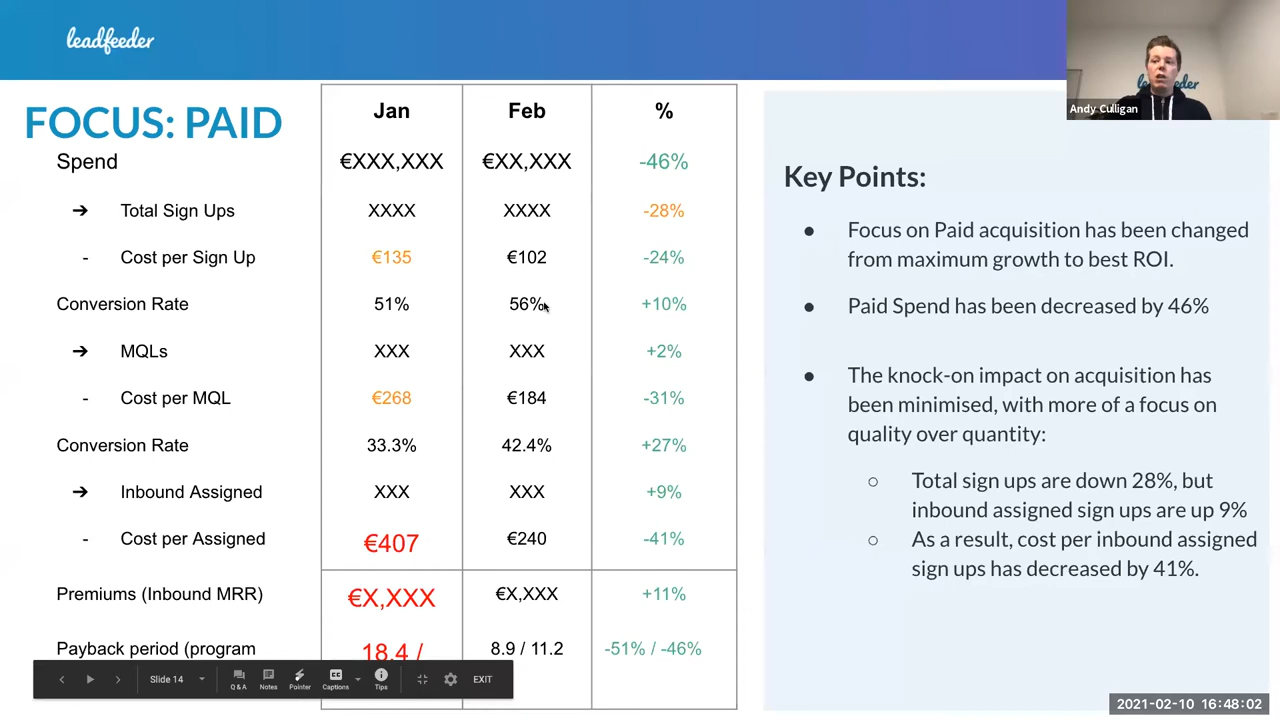 leadfeeder
leadfeeder
Andy Culligan
FOCUS: PAID
Jan Feb %
Spend €XXX,XXX €XX,XXX -46%
➔ Total Sign Ups XXXX XXXX -28%
- Cost per Sign Up €135 €102 -24%
Conversion Rate 51% 56% +10%
➔ MQLs XXX XXX +2%
- Cost per MQL €268 €184 -31%
Conversion Rate 33.3% 42.4% +27%
➔ Inbound Assigned XXX XXX +9%
- Cost per Assigned €407 €240 -41%
Premiums (Inbound MRR) €X,XXX €X,XXX +11%
Payback period (program 18.4 / 8.9 / 11.2 -51% / -46%
Key Points:
● Focus on Paid acquisition has been changed
from maximum growth to best ROI.
● Paid Spend has been decreased by 46%
● The knock-on impact on acquisition has
been minimised, with more of a focus on
quality over quantity:
○ Total sign ups are down 28%, but
inbound assigned sign ups are up 9%
○ As a result, cost per inbound assigned
sign ups has decreased by 41%.
Slide 14 Q & A Notes Pointer Captions Tips EXIT
2021-02-10 16:48:02